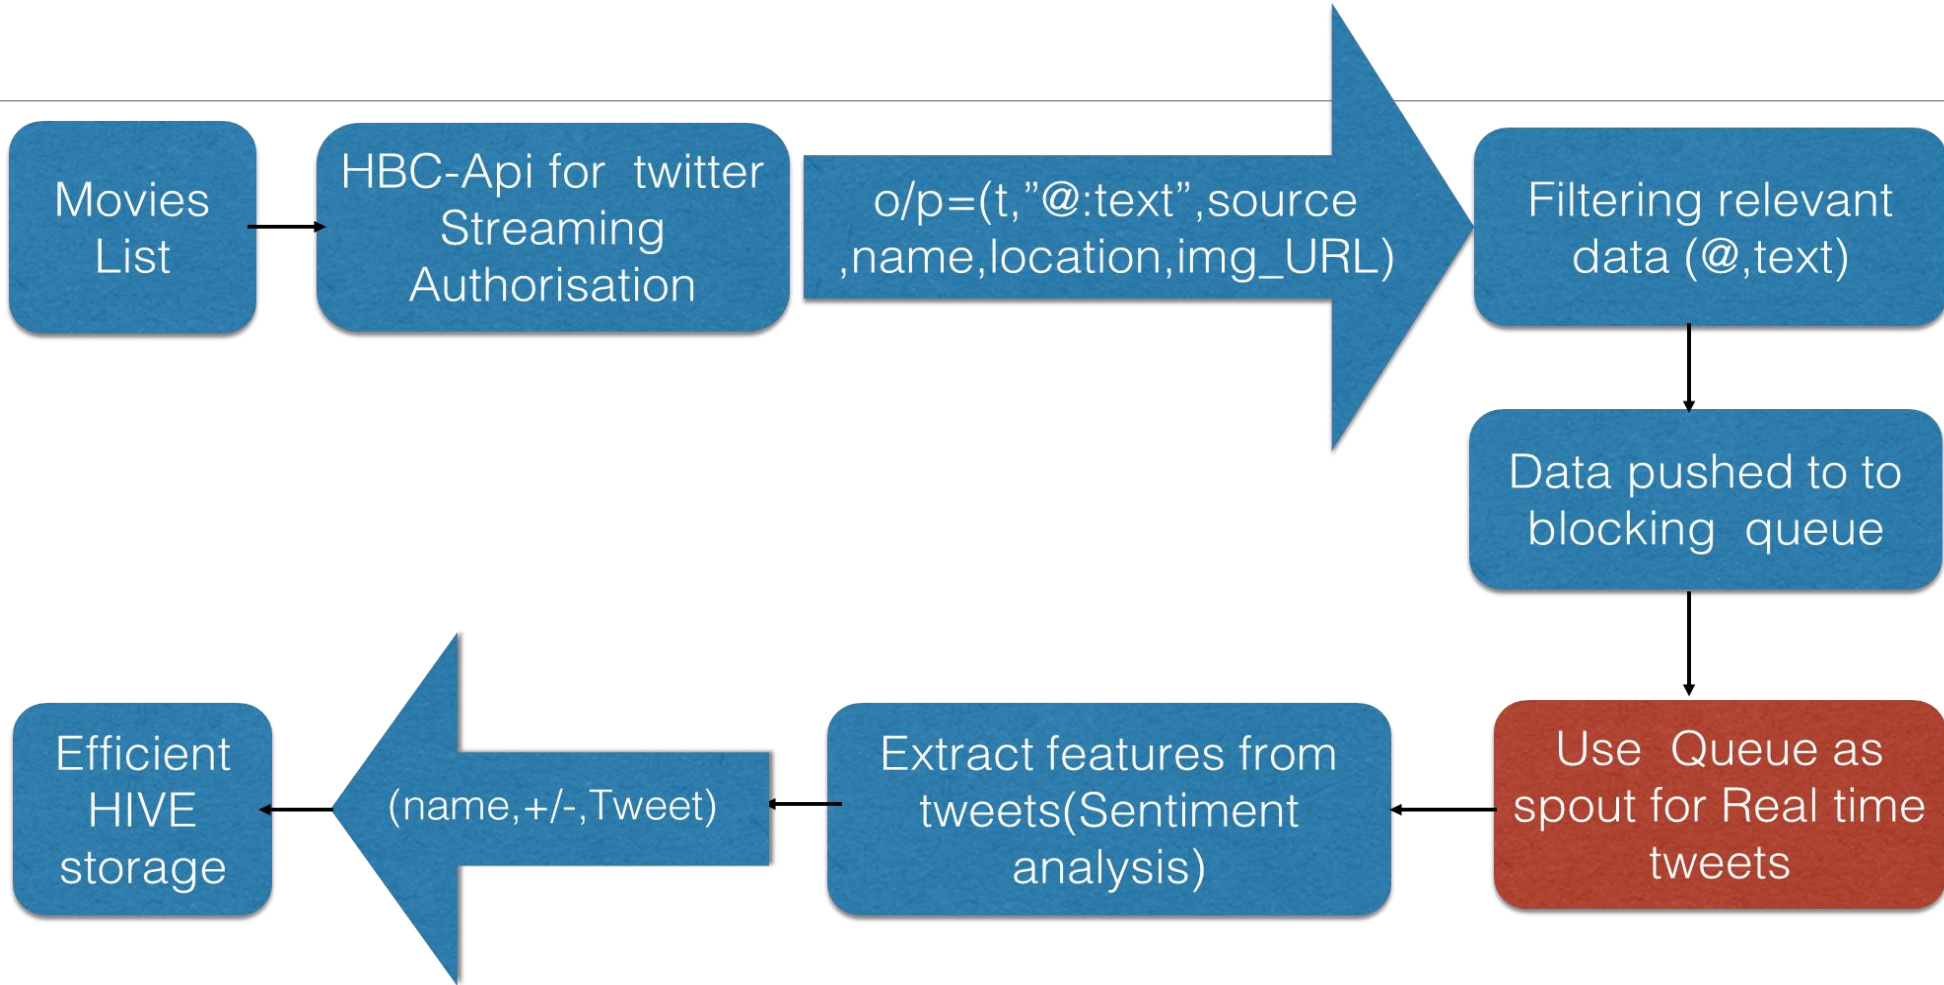 Movies
List
HBC-Api for twitter
Streaming
Authorisation
o/p=(t,”@:text”,source
,name,location,img_URL)
Filtering relevant
data (@,text)
Data pushed to to
blocking queue
Use Queue as
spout for Real time
tweets
Extract features from
tweets(Sentiment
analysis)
(name,+/-,Tweet)
Efficient
HIVE
storage